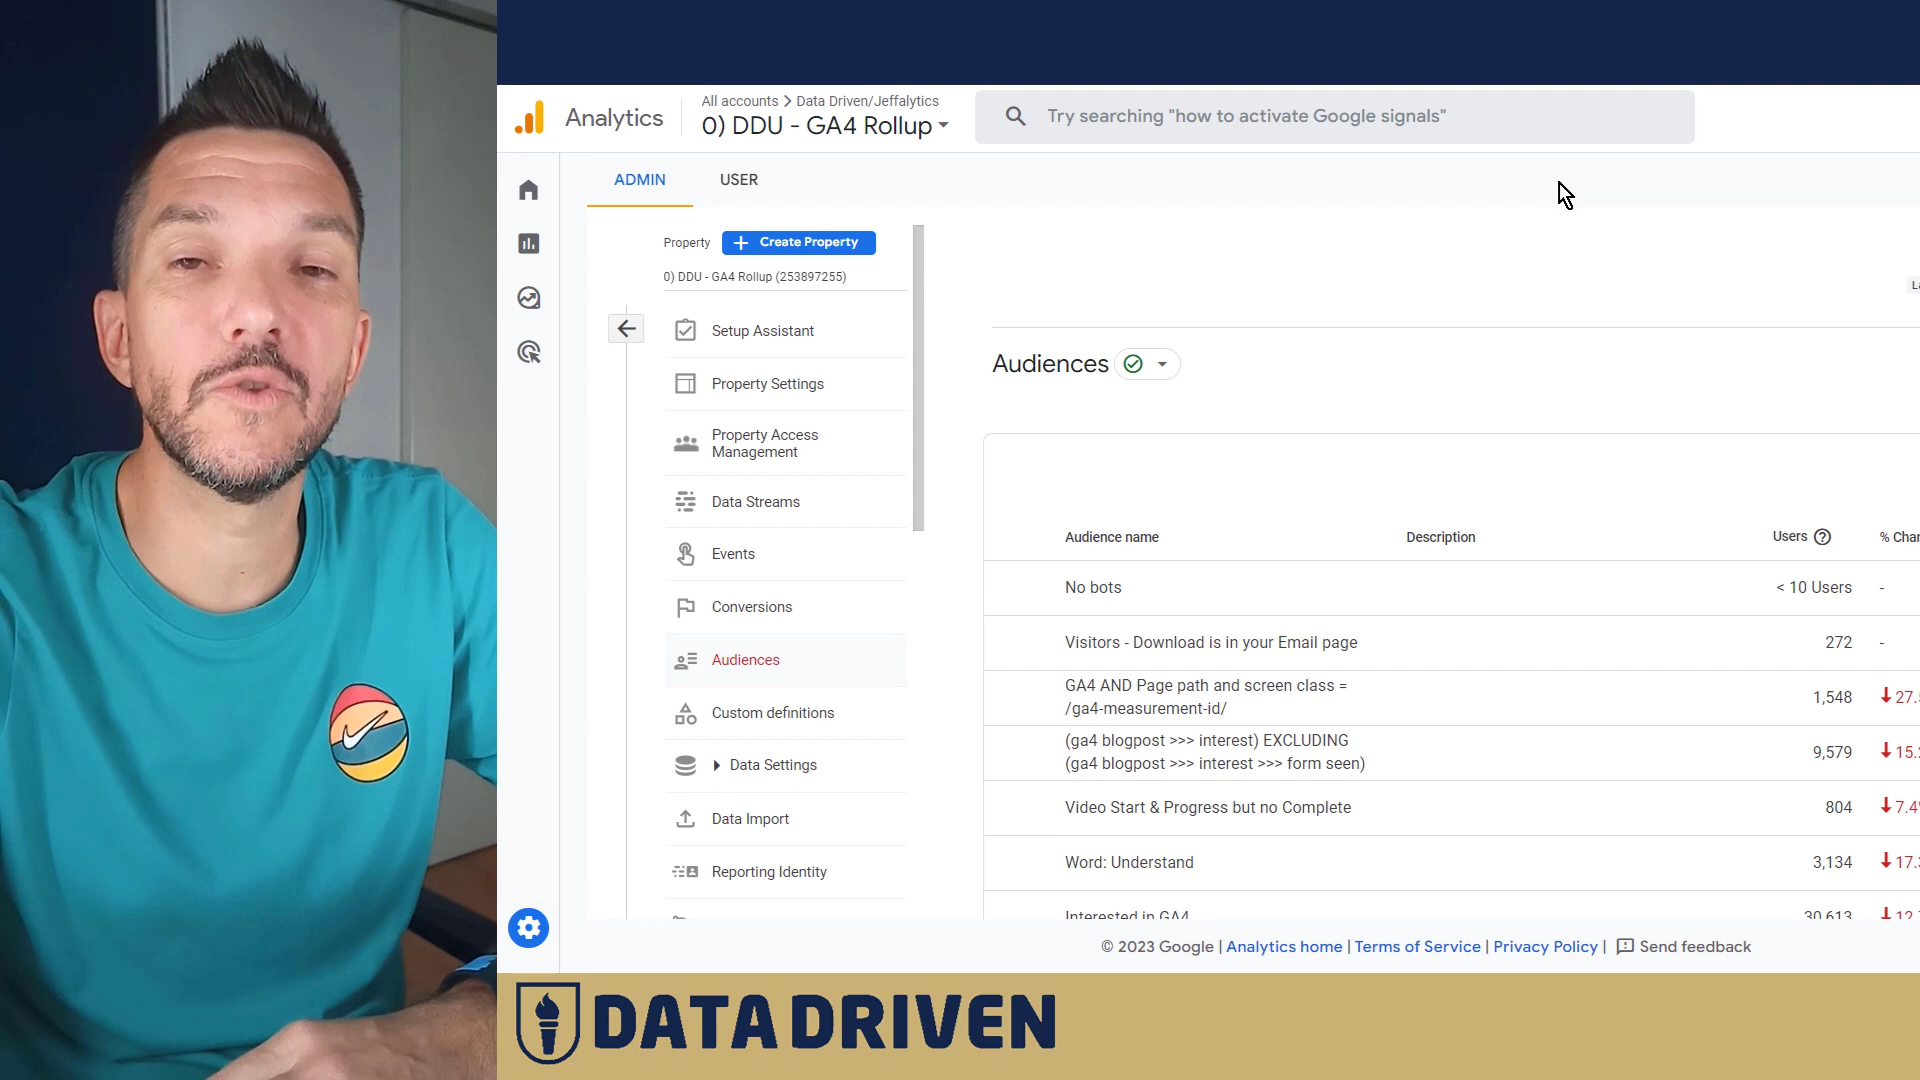 Analytics
All accounts > Data Driven/Jeffalytics
0) DDU - GA4 Rollup
Try searching "how to activate Google signals"
ADMIN
USER
Property
Create Property
0) DDU - GA4 Rollup (253897255)
Setup Assistant
Property Settings
Property Access
Management
Data Streams
Events
Conversions
Audiences
Custom definitions
Data Settings
Data Import
Reporting Identity
Audiences
Audience name Description Users
No bots < 10 Users -
Visitors - Download is in your Email page 272 -
GA4 AND Page path and screen class =
/ga4-measurement-id/ 1,548
(ga4 blogpost >>> interest) EXCLUDING
(ga4 blogpost >>> interest >>> form seen) 9,579
Video Start & Progress but no Complete 804
Word: Understand 3,134
Interested in GA4 30,613
© 2023 Google | Analytics home | Terms of Service | Privacy Policy | Send feedback
DATA DRIVEN